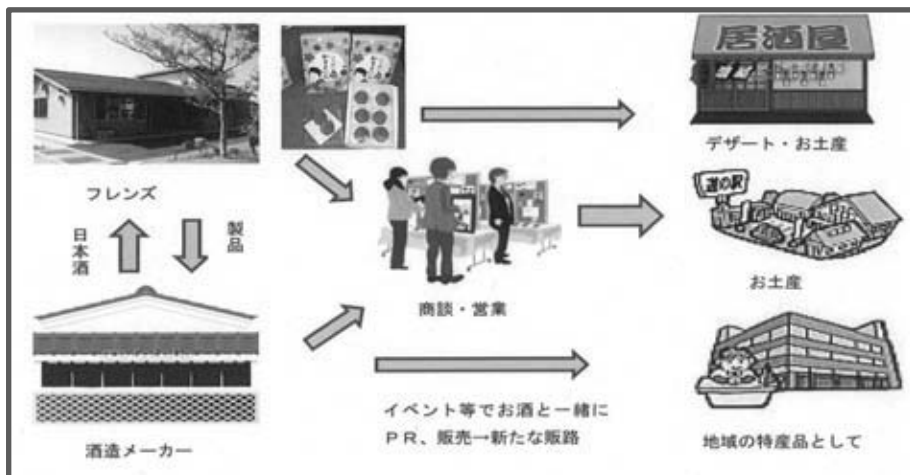 居酒屋
デザート・お土産
フレンズ
道の駅
日本酒
製品
商談・営業
お土産
イベント等でお酒と一緒に
PR、販売→新たな販路
酒造メーカー
地域の特産品として